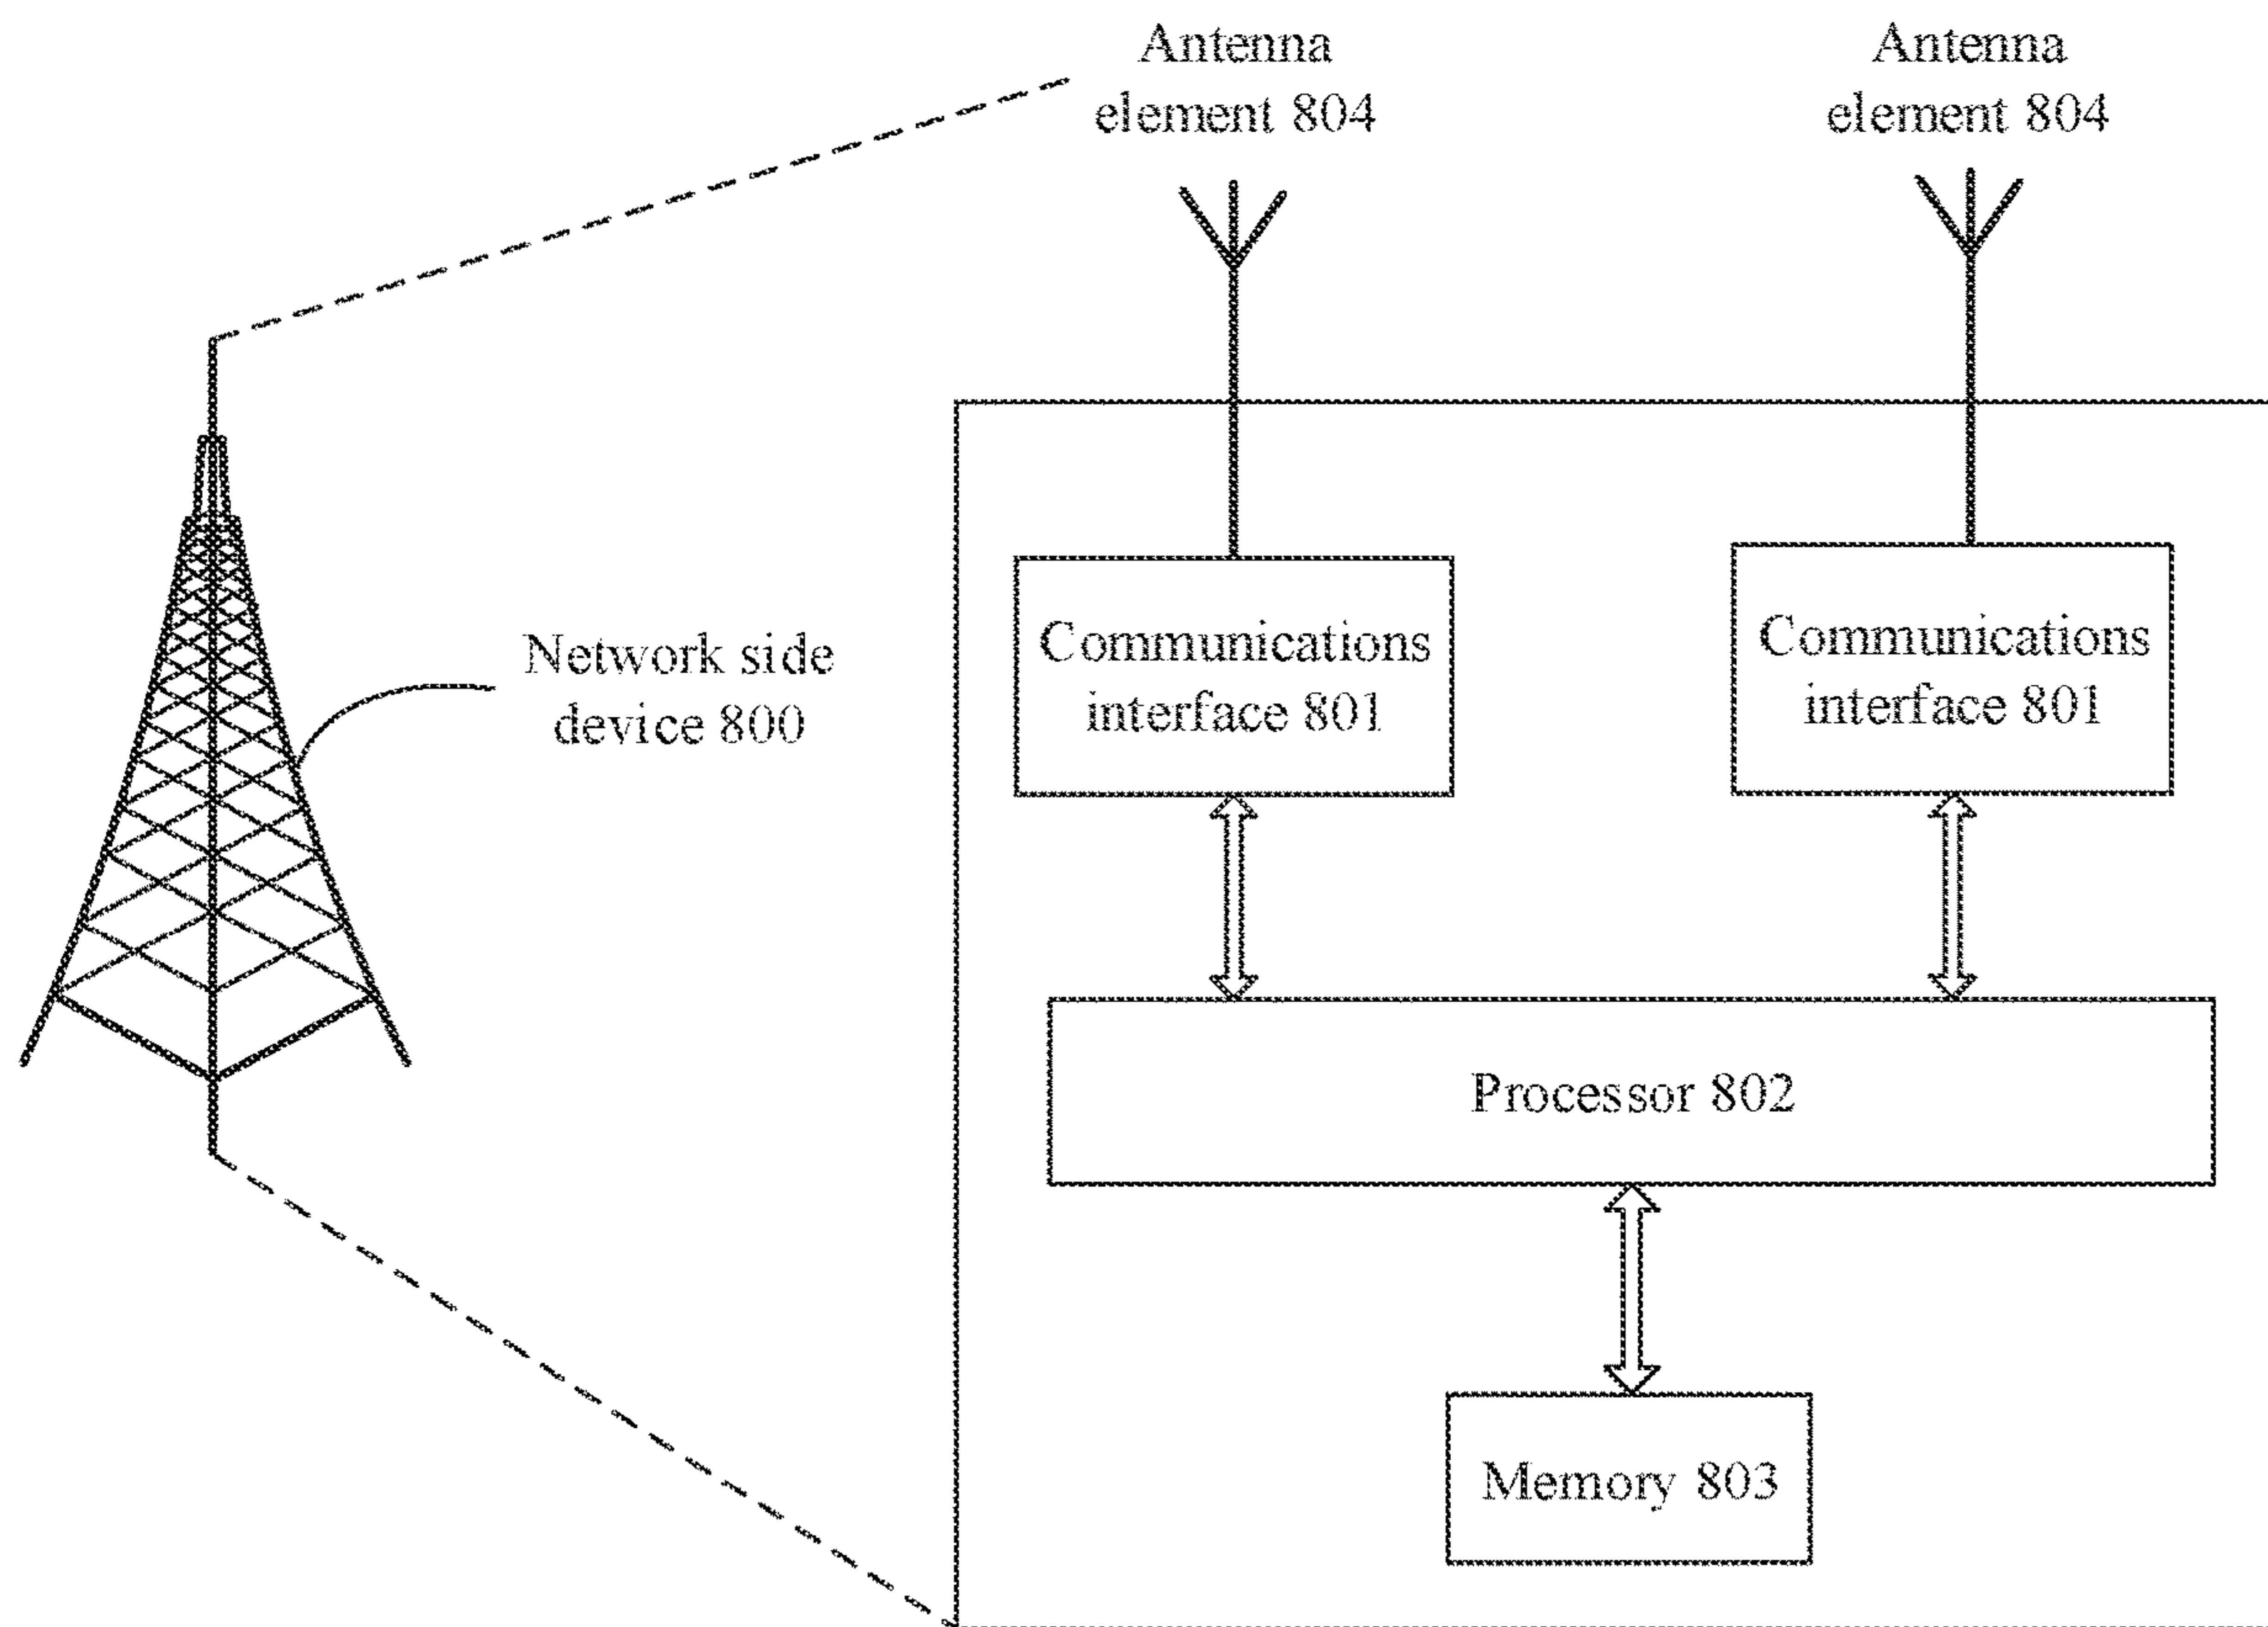 Antenna
element 804
Antenna
element 804
Network side
device 800
Communications
interface 801
Communications
interface 801
Processor 802
Memory 803